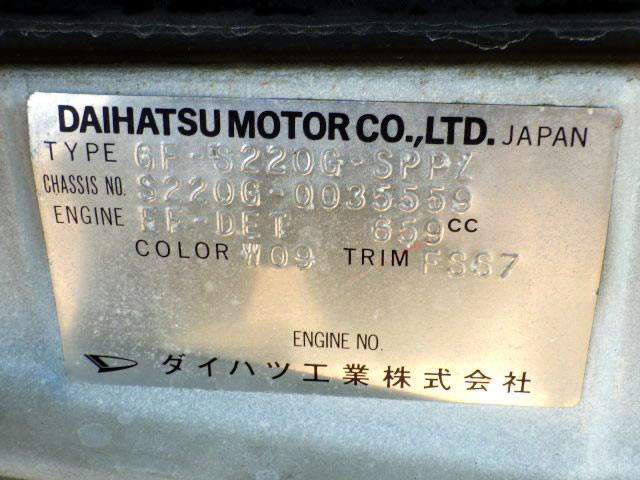 DAIHATSU MOTOR CO.,LTD. JAPAN
TYPE GF-S220G-SPPZ
CHASSIS NO. S220G-0035559
ENGINE EF-DET 659CC
COLOR W09 TRIM FS67
ENGINE NO.
ダイハツ工業株式会社